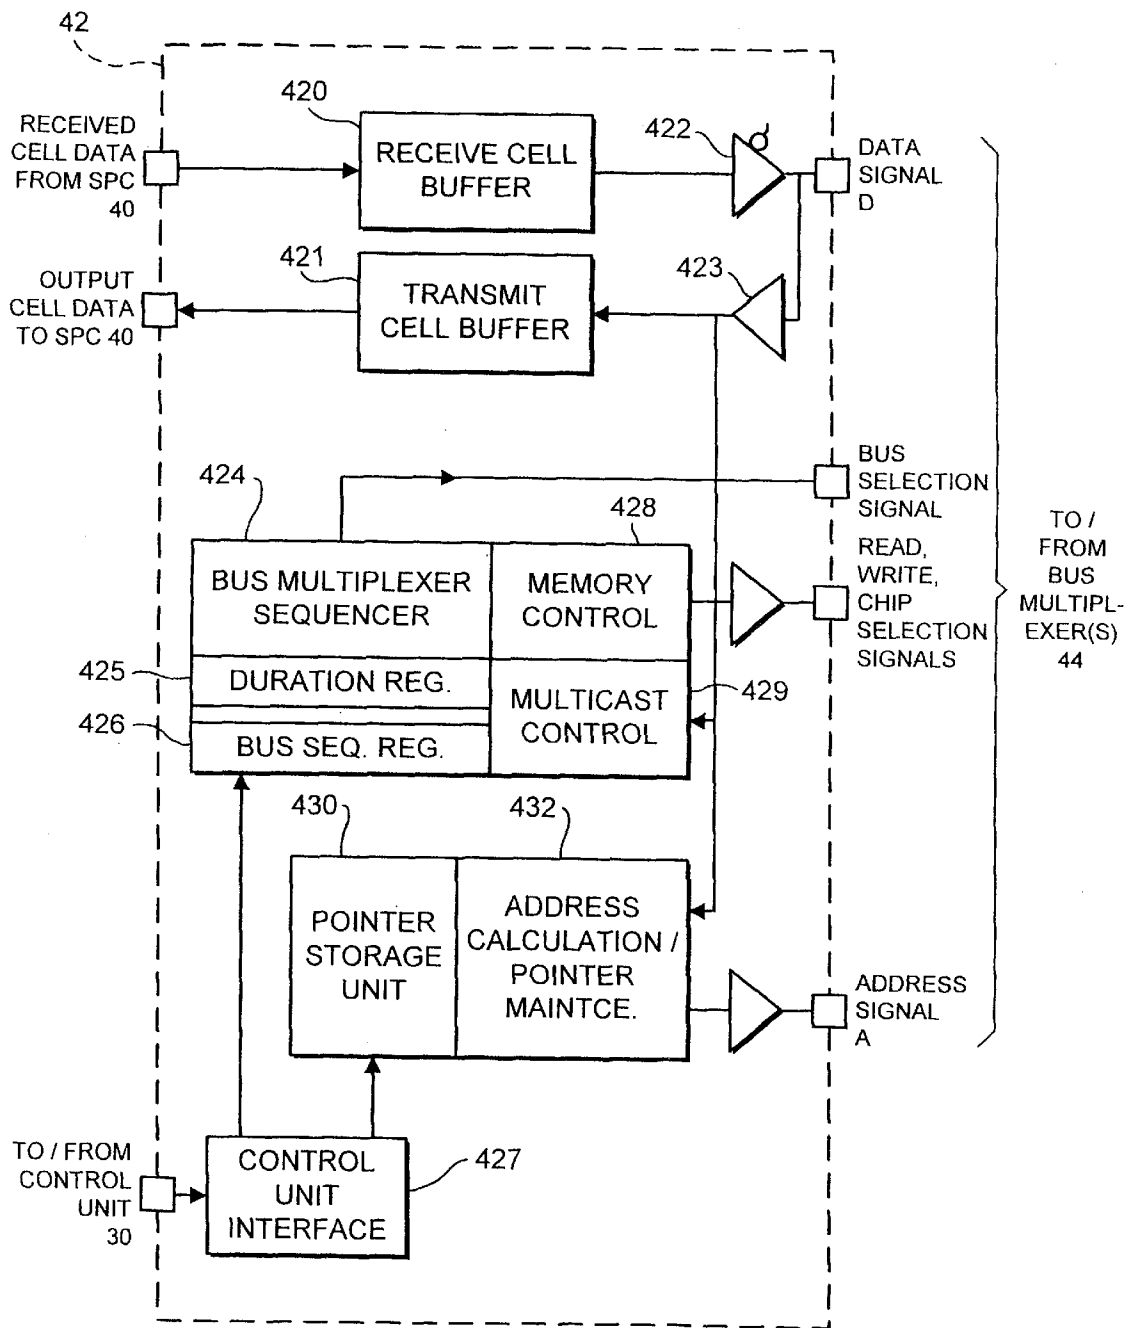 42
RECEIVED
CELL DATA
FROM SPC
40
420
RECEIVE CELL
BUFFER
422
DATA
SIGNAL
D
OUTPUT
CELL DATA
TO SPC 40
421
TRANSMIT
CELL BUFFER
423
424
BUS MULTIPLEXER
SEQUENCER
428
MEMORY
CONTROL
BUS
SELECTION
SIGNAL
READ,
WRITE,
CHIP
SELECTION
SIGNALS
TO /
FROM
BUS
MULTIPL-
EXER(S)
44
425
DURATION REG.
426
BUS SEQ. REG.
MULTICAST
CONTROL
429
430
POINTER
STORAGE
UNIT
432
ADDRESS
CALCULATION /
POINTER
MAINTCE.
ADDRESS
SIGNAL
A
TO / FROM
CONTROL
UNIT
30
CONTROL
UNIT
INTERFACE
427